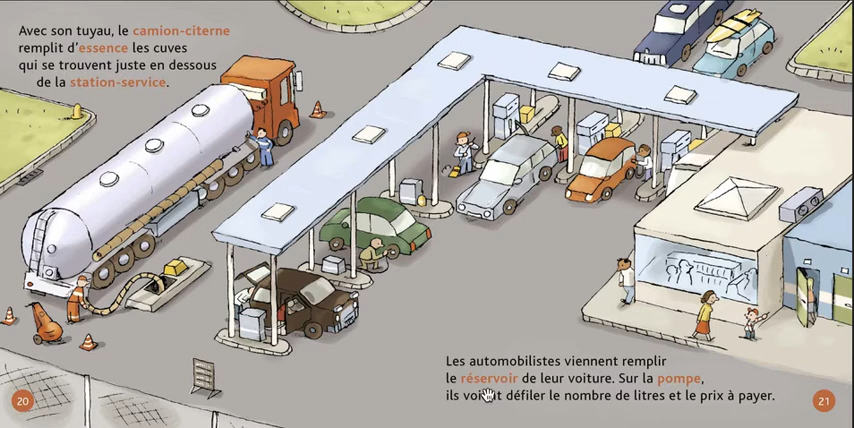 Avec son tuyau, le camion-citerne
remplit d'essence les cuves
qui se trouvent juste en dessous
de la station-service.
Les automobilistes viennent remplir
le réservoir de leur voiture. Sur la pompe,
ils voient défiler le nombre de litres et le prix à payer.
20
21